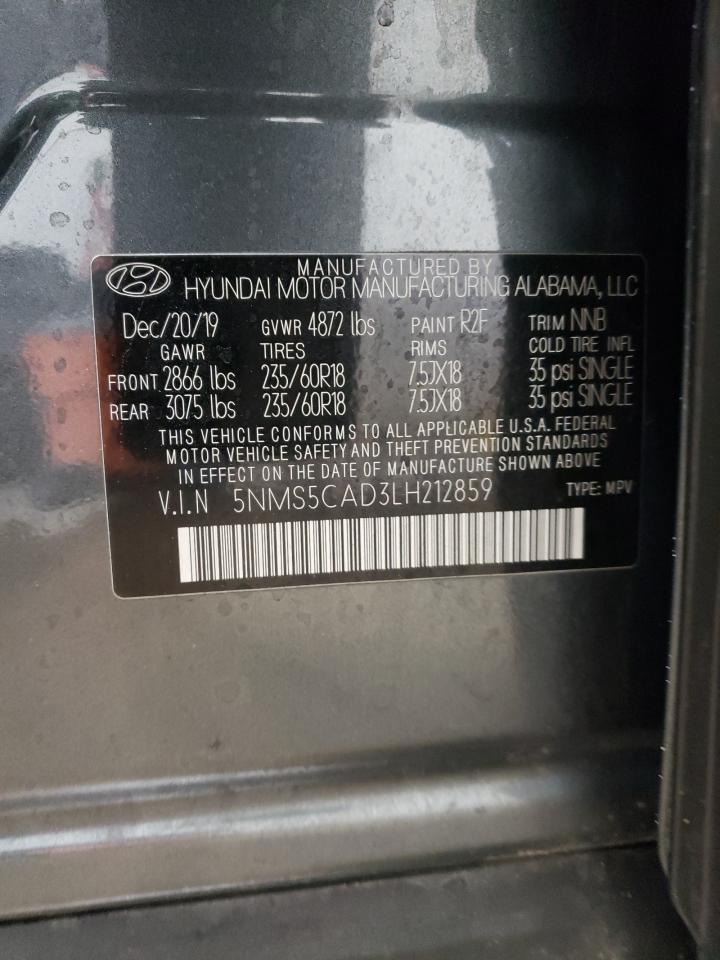 MANUFACTURED BY
HYUNDAI MOTOR MANUFACTURING ALABAMA, LLC
Dec/20/19 GVWR 4872 lbs PAINT R2F TRIM NNB
GAWR TIRES RIMS COLD TIRE INFL
FRONT 2866 lbs 235/60R18 7.5JX18 35 psi SINGLE
REAR 3075 lbs 235/60R18 7.5JX18 35 psi SINGLE
THIS VEHICLE CONFORMS TO ALL APPLICABLE U.S.A. FEDERAL
MOTOR VEHICLE SAFETY AND THEFT PREVENTION STANDARDS
IN EFFECT ON THE DATE OF MANUFACTURE SHOWN ABOVE.
V.I.N 5NMS5CAD3LH212859 TYPE: MPV